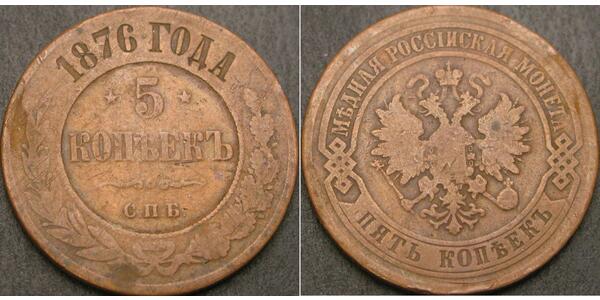 1876 ГОДА
5
КОПѢЕКЪ
С.П.Б.
МѢДНАЯ РОССІЙСКАЯ МОНЕТА
ПЯТЬ КОПѢЕКЪ